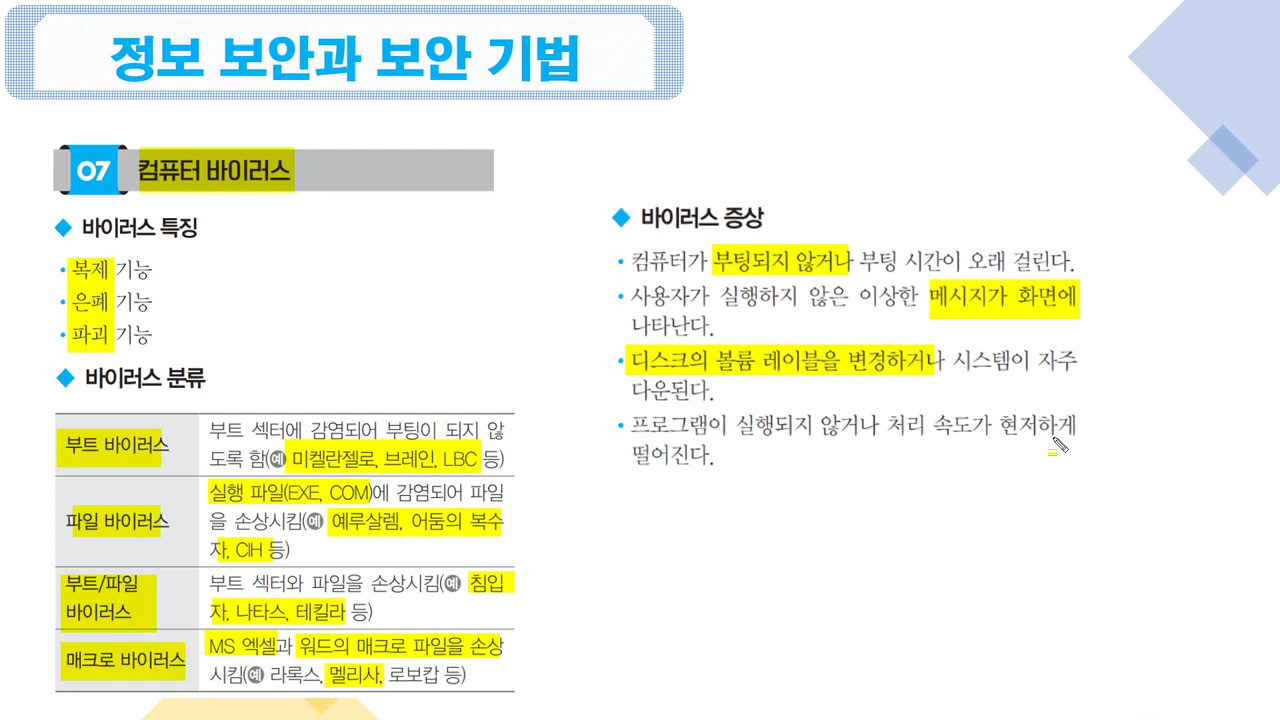 정보 보안과 보안 기법
07 컴퓨터 바이러스
◆ 바이러스 특징
• 복제 기능
• 은폐 기능
• 파괴 기능
◆ 바이러스 분류
부트 바이러스
부트 섹터에 감염되어 부팅이 되지 않
도록 함(예 미켈란젤로, 브레인, LBC 등)
파일 바이러스
실행 파일(EXE, COM)에 감염되어 파일
을 손상시킴(예 예루살렘, 어둠의 복수
자, CIH 등)
부트/파일
바이러스
부트 섹터와 파일을 손상시킴(예 침입
자, 나타스, 테킬라 등)
매크로 바이러스
MS 엑셀과 워드의 매크로 파일을 손상
시킴(예 라록스, 멜리사, 로보캅 등)
◆ 바이러스 증상
• 컴퓨터가 부팅되지 않거나 부팅 시간이 오래 걸린다.
• 사용자가 실행하지 않은 이상한 메시지가 화면에
나타난다.
• 디스크의 볼륨 레이블을 변경하거나 시스템이 자주
다운된다.
• 프로그램이 실행되지 않거나 처리 속도가 현저하게
떨어진다.